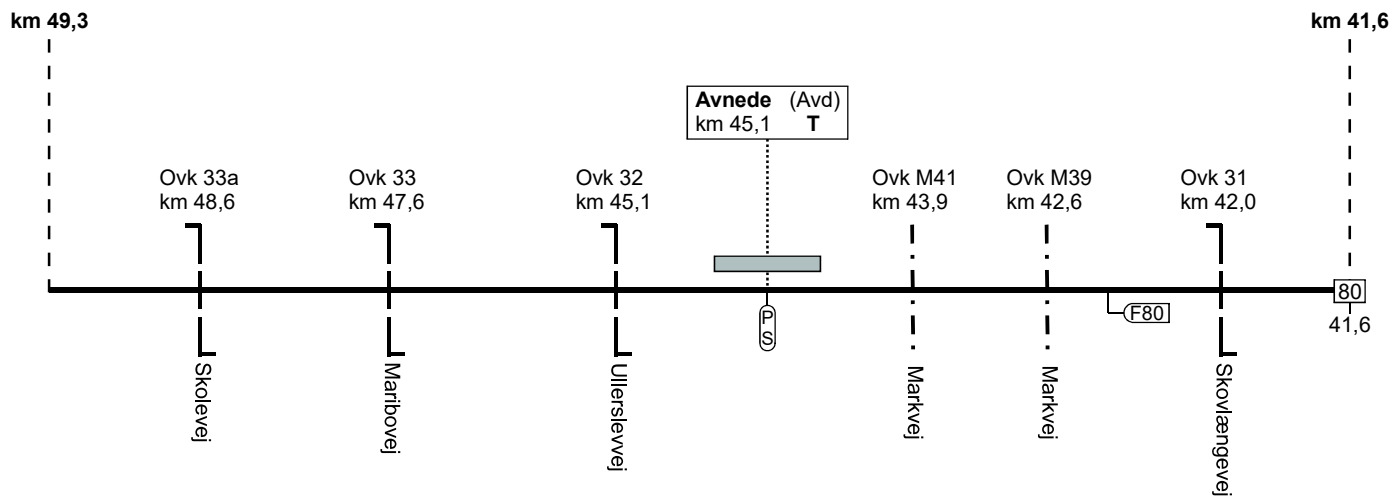 km 49,3
km 41,6
Avnede (Avd)
km 45,1 T
Ovk 33a
km 48,6
Ovk 33
km 47,6
Ovk 32
km 45,1
Ovk M41
km 43,9
Ovk M39
km 42,6
Ovk 31
km 42,0
80
41,6
F80
P
S
Skolevej
Maribovej
Ullerslevvej
Markvej
Markvej
Skovlængevej